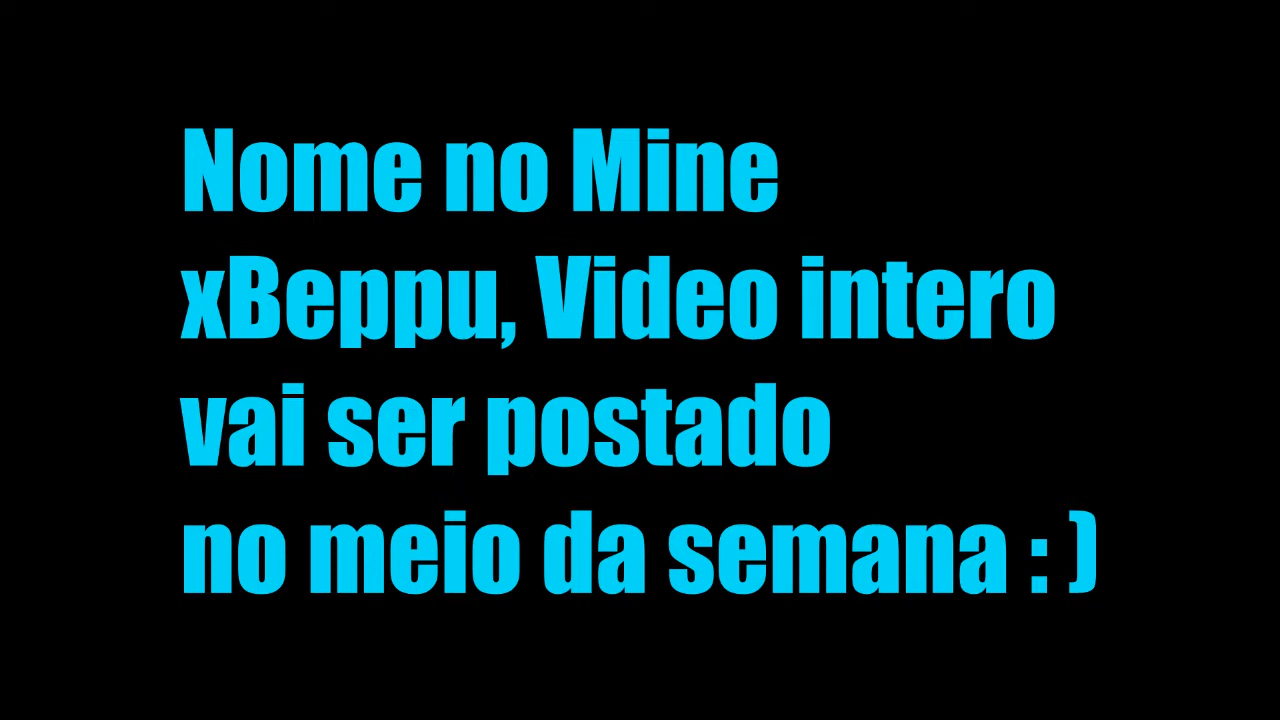 Nome no Mine
xBeppu, Video intero
vai ser postado
no meio da semana : )